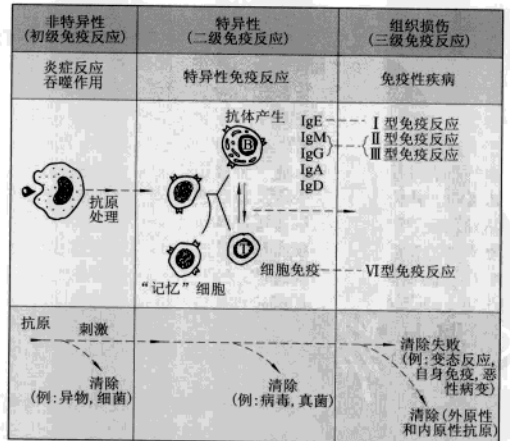 非特异性
(初级免疫反应)
特异性
(二级免疫反应)
组织损伤
(三级免疫反应)
炎症反应
吞噬作用
特异性免疫反应
免疫性疾病
抗体产生
B
IgE
IgM
IgG
IgA
IgD
Ⅰ型免疫反应
Ⅱ型免疫反应
Ⅲ型免疫反应
抗原
处理
T
“记忆”细胞
细胞免疫
Ⅵ型免疫反应
抗原
刺激
清除
(例:异物,细菌)
清除
(例:病毒,真菌)
清除失败
(例:变态反应,
自身免疫,恶
性病变)
清除(外原性
和内原性抗原)